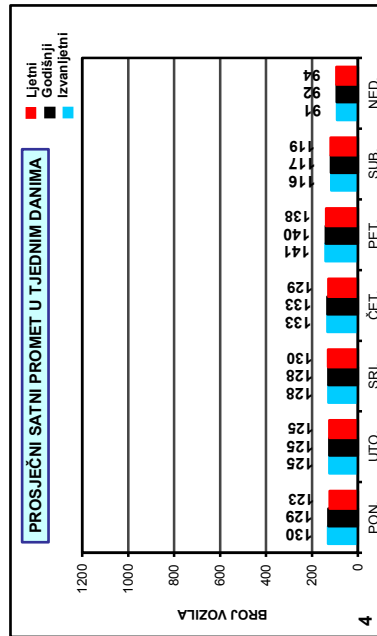 PROSJEČNI SATNI PROMET U TJEDNIM DANIMA
Ljetni
Godišnji
Izvanljetni
BROJ VOZILA
1200
1000
800
600
400
200
0
130 129 123
125 125 125
128 128 130
133 133 129
141 140 138
116 117 119
91 92 94
PON UTO SRI ČET PET SUB NED
4